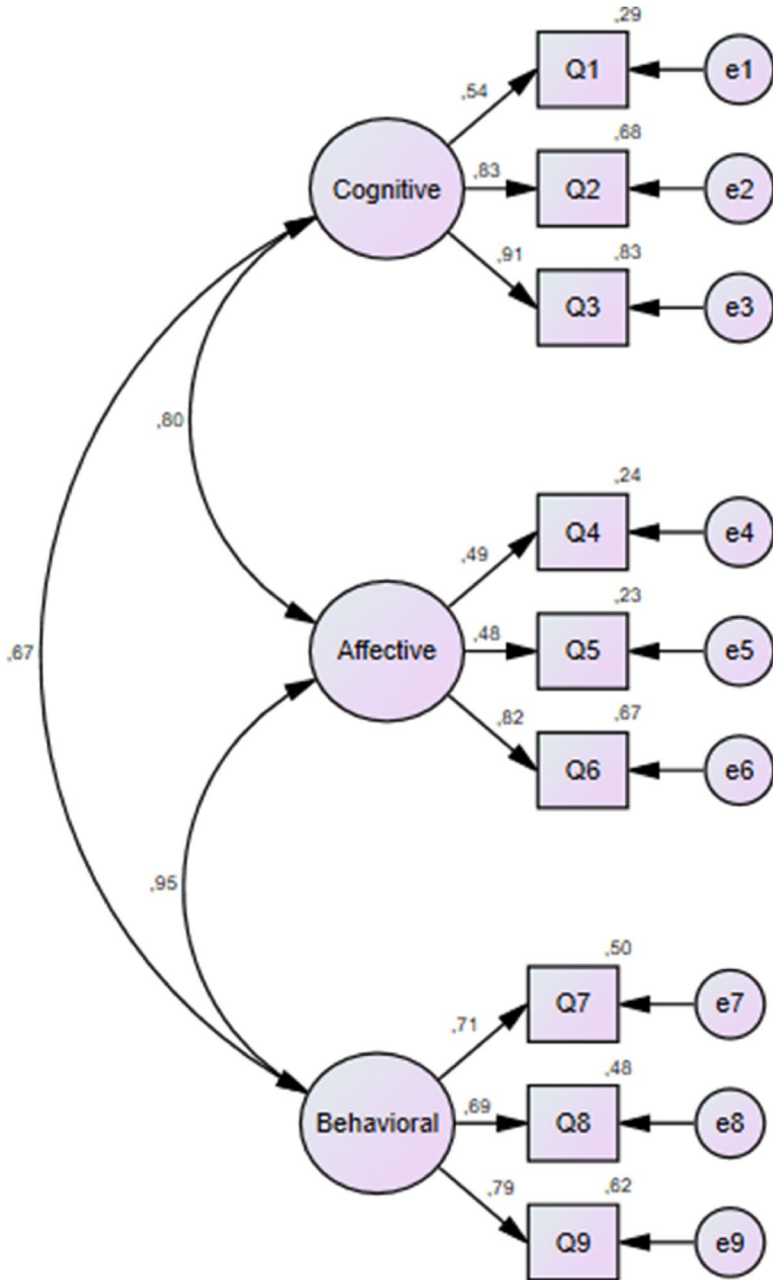 ,29
Q1
e1
,54
,68
Cognitive
,83
Q2
e2
,91
,83
Q3
e3
,80
,24
Q4
e4
,49
,23
,67
Affective
,48
Q5
e5
,82
,67
Q6
e6
,95
,50
Q7
e7
,71
,48
Behavioral
,69
Q8
e8
,79
,62
Q9
e9